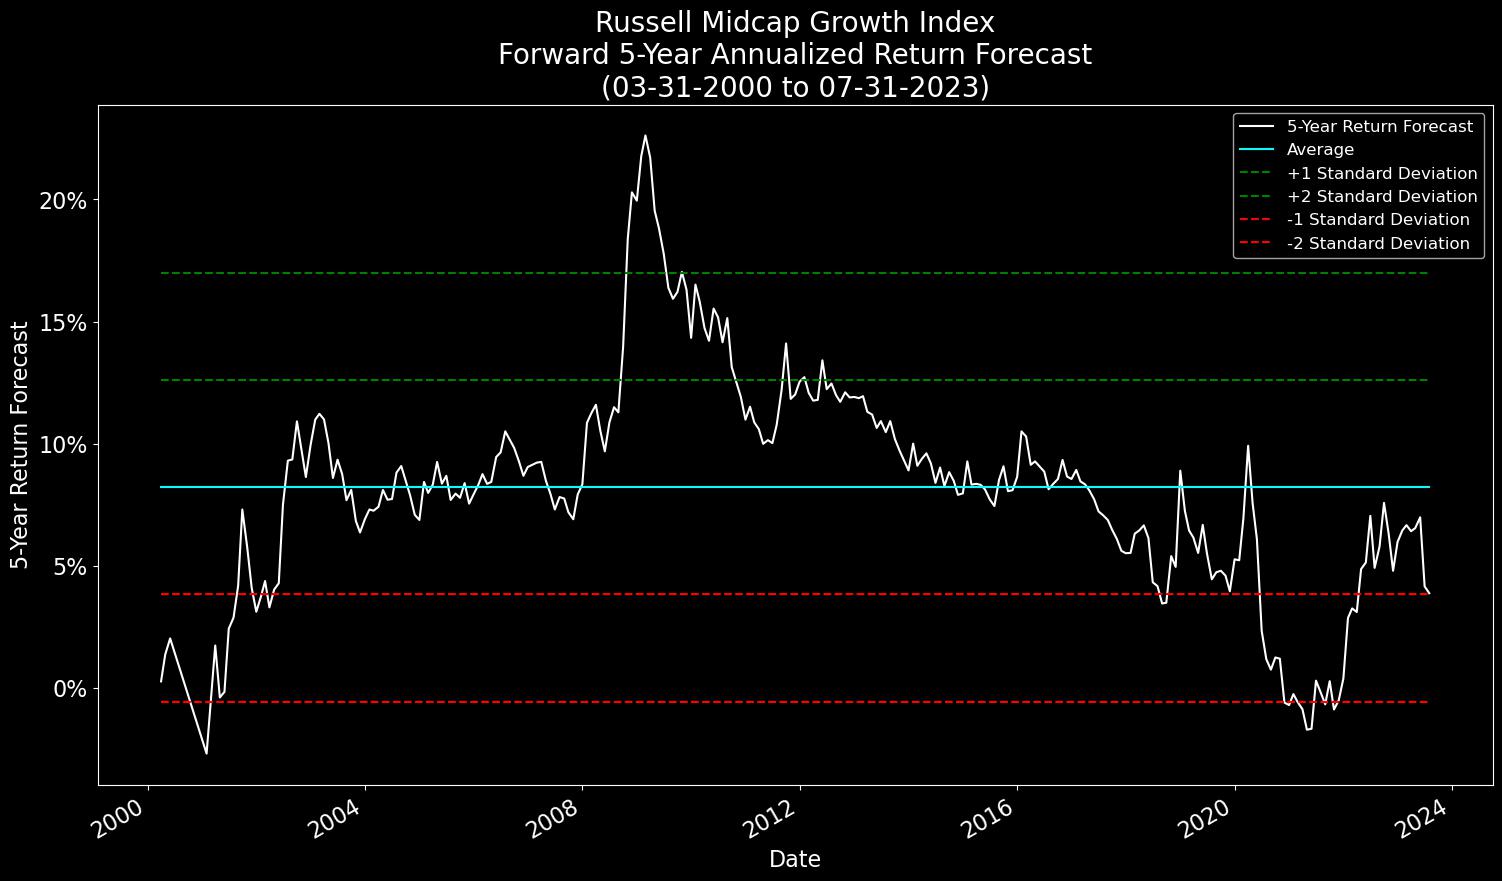 Russell Midcap Growth Index
Forward 5-Year Annualized Return Forecast
(03-31-2000 to 07-31-2023)
5-Year Return Forecast
Average
+1 Standard Deviation
+2 Standard Deviation
-1 Standard Deviation
-2 Standard Deviation
20%
15%
10%
5%
0%
5-Year Return Forecast
2000
2004
2008
2012
2016
2020
2024
Date